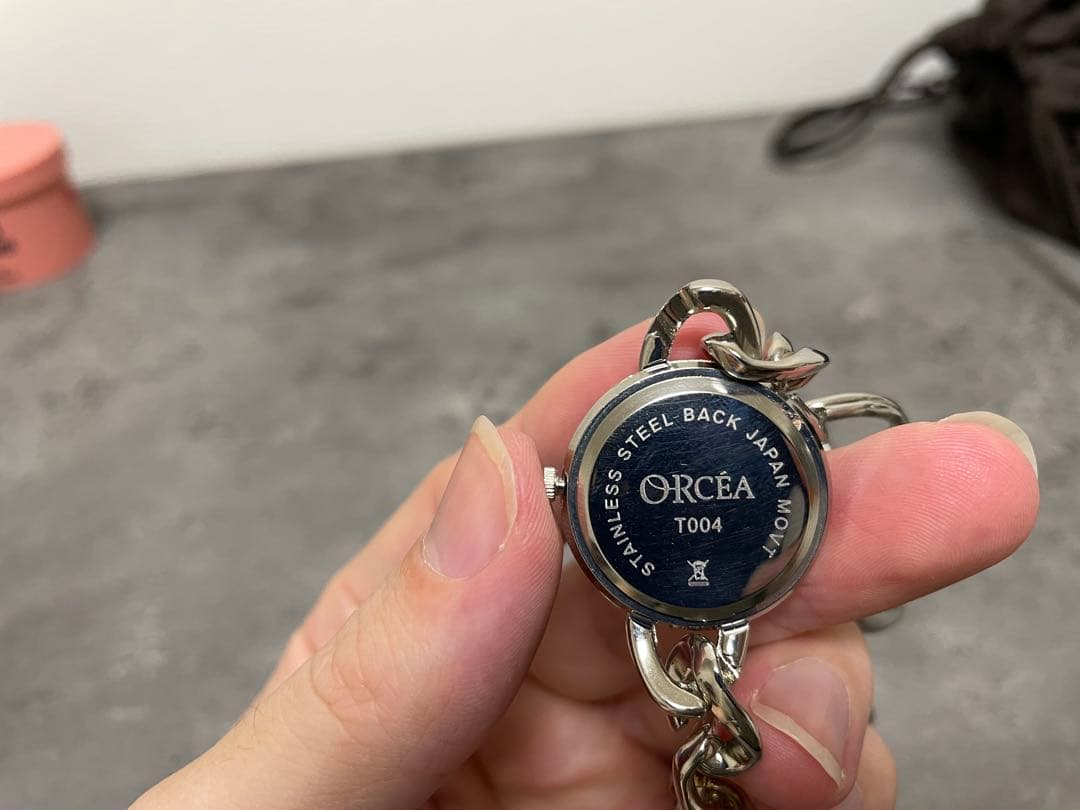 STAINLESS STEEL BACK JAPAN MOVT
ORCÉA
T004